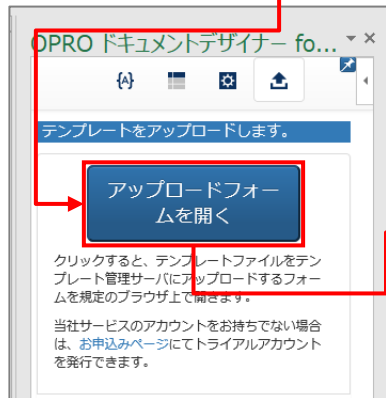 OPRO ドキュメントデザイナー fo...
{A}
テンプレートをアップロードします。
アップロードフォー
ムを開く
クリックすると、テンプレートファイルをテン
プレート管理サーバにアップロードするフォー
ムを規定のブラウザ上で開きます。
当社サービスのアカウントをお持ちでない場合
は、お申込みページにてトライアルアカウント
を発行できます。